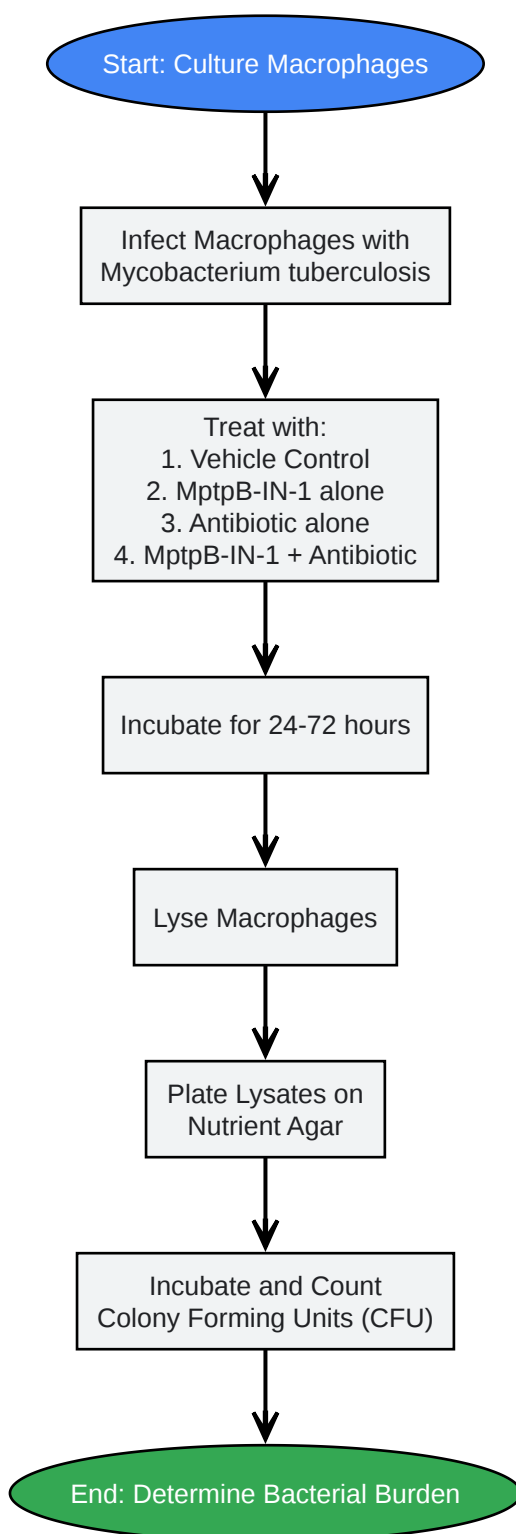 Start: Culture Macrophages
Infect Macrophages with
Mycobacterium tuberculosis
Treat with:
1. Vehicle Control
2. MptpB-IN-1 alone
3. Antibiotic alone
4. MptpB-IN-1 + Antibiotic
Incubate for 24-72 hours
Lyse Macrophages
Plate Lysates on
Nutrient Agar
Incubate and Count
Colony Forming Units (CFU)
End: Determine Bacterial Burden